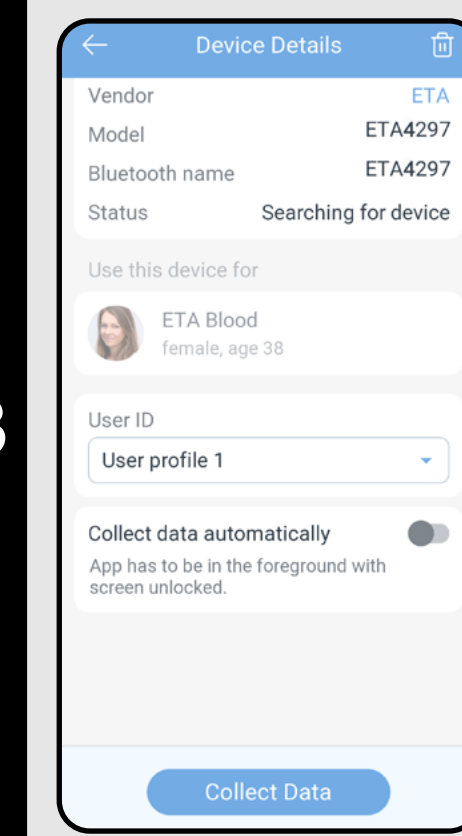 Device Details
Vendor ETA
Model ETA4297
Bluetooth name ETA4297
Status Searching for device
Use this device for
ETA Blood
female, age 38
User ID
User profile 1
Collect data automatically
App has to be in the foreground with
screen unlocked.
Collect Data